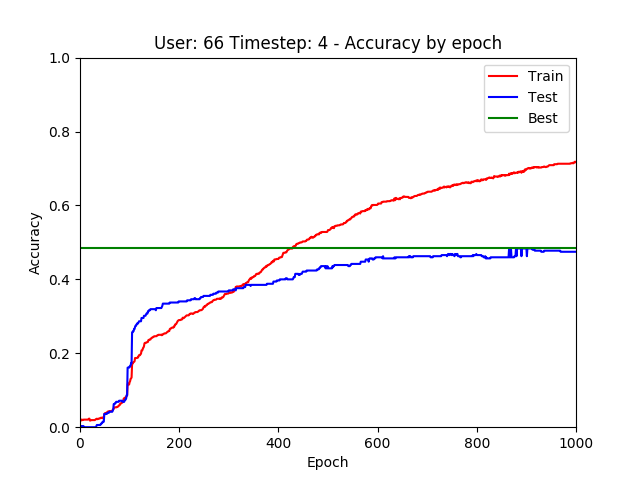 User: 66 Timestep: 4 - Accuracy by epoch
1.0
0.8
0.6
0.4
0.2
0.0
Accuracy
Train
Test
Best
0 200 400 600 800 1000
Epoch